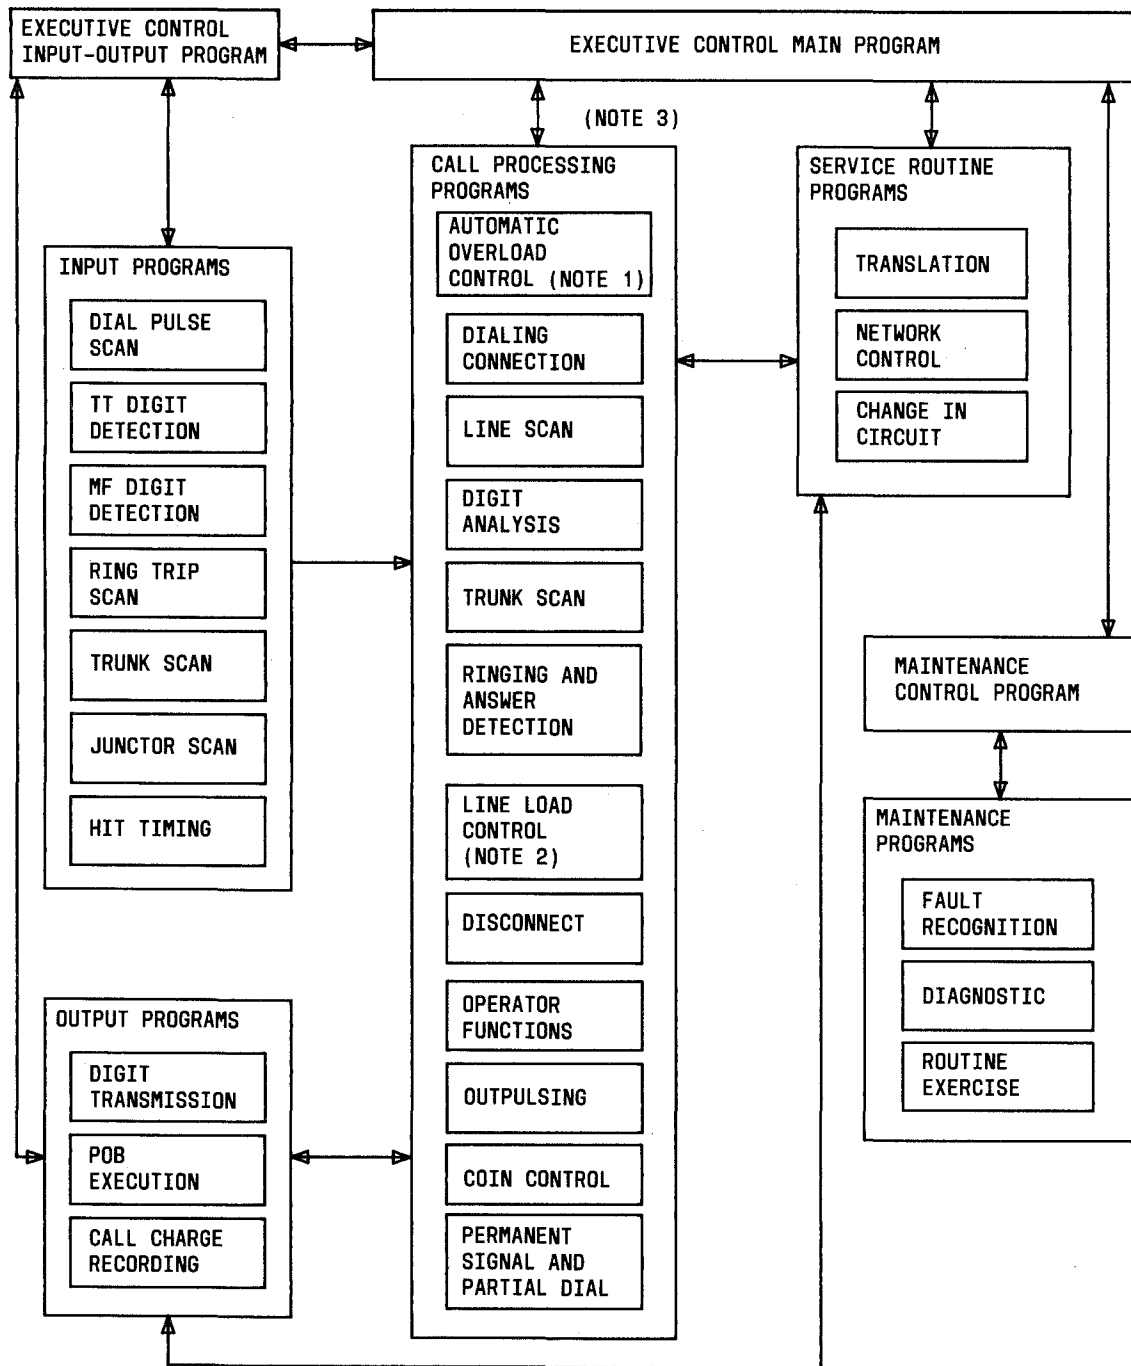 EXECUTIVE CONTROL
INPUT-OUTPUT PROGRAM
EXECUTIVE CONTROL MAIN PROGRAM
(NOTE 3)
INPUT PROGRAMS
DIAL PULSE
SCAN
TT DIGIT
DETECTION
MF DIGIT
DETECTION
RING TRIP
SCAN
TRUNK SCAN
JUNCTOR SCAN
HIT TIMING
OUTPUT PROGRAMS
DIGIT
TRANSMISSION
POB
EXECUTION
CALL CHARGE
RECORDING
CALL PROCESSING
PROGRAMS
AUTOMATIC
OVERLOAD
CONTROL (NOTE 1)
DIALING
CONNECTION
LINE SCAN
DIGIT
ANALYSIS
TRUNK SCAN
RINGING AND
ANSWER
DETECTION
LINE LOAD
CONTROL
(NOTE 2)
DISCONNECT
OPERATOR
FUNCTIONS
OUTPULSING
COIN CONTROL
PERMANENT
SIGNAL AND
PARTIAL DIAL
SERVICE ROUTINE
PROGRAMS
TRANSLATION
NETWORK
CONTROL
CHANGE IN
CIRCUIT
MAINTENANCE
CONTROL PROGRAM
MAINTENANCE
PROGRAMS
FAULT
RECOGNITION
DIAGNOSTIC
ROUTINE
EXERCISE